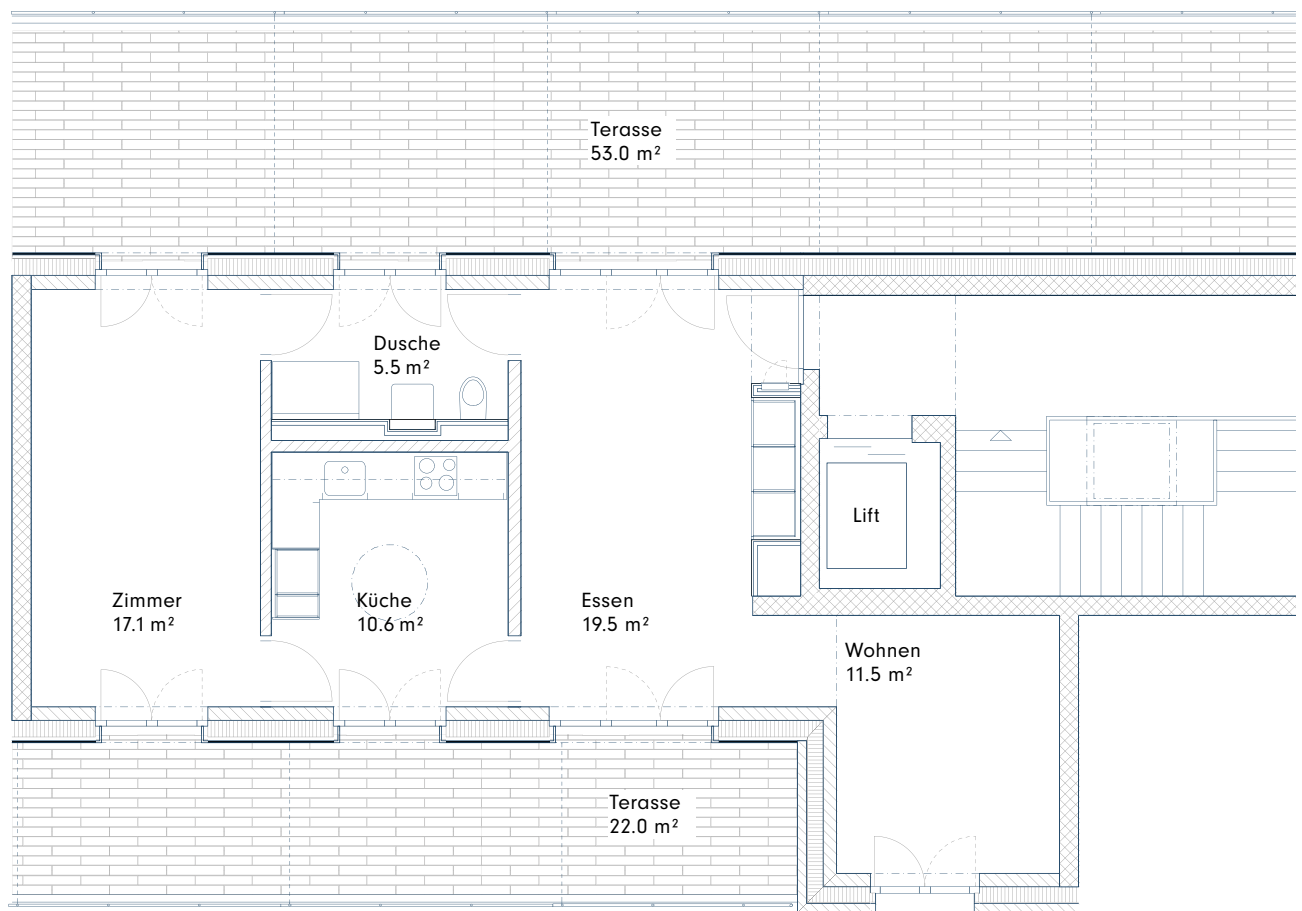 Terasse
53.0 m²
Dusche
5.5 m²
Lift
Zimmer
17.1 m²
Küche
10.6 m²
Essen
19.5 m²
Wohnen
11.5 m²
Terasse
22.0 m²